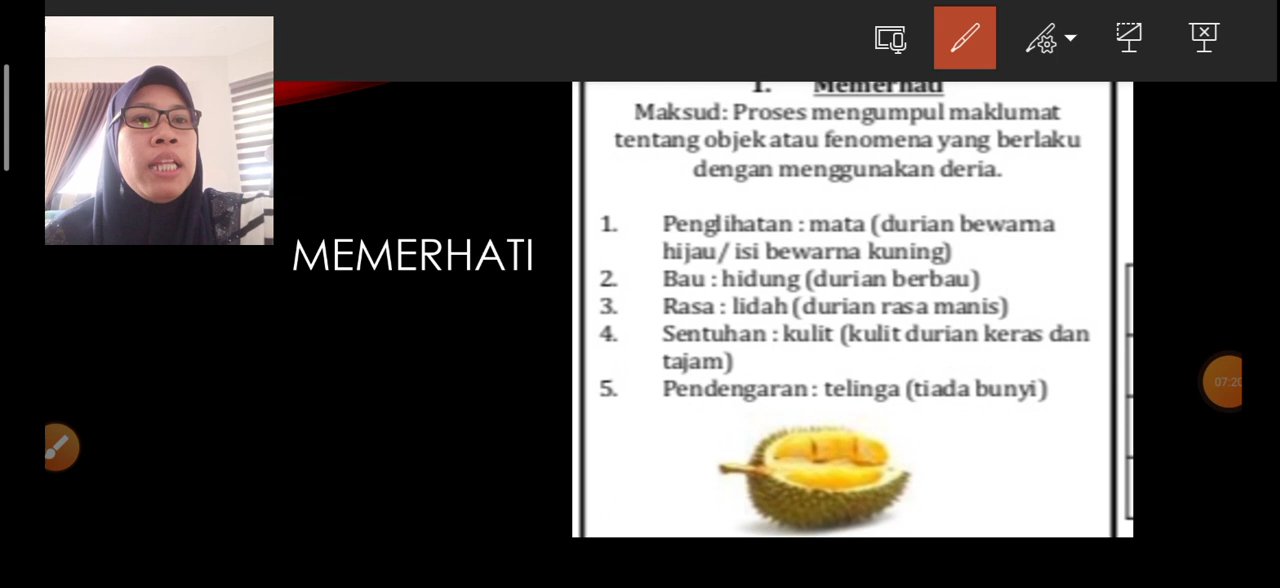 MEMERHATI
1. Memerhati
Maksud: Proses mengumpul maklumat
tentang objek atau fenomena yang berlaku
dengan menggunakan deria.
1. Penglihatan : mata (durian bewarna
hijau/ isi bewarna kuning)
2. Bau : hidung (durian berbau)
3. Rasa : lidah (durian rasa manis)
4. Sentuhan : kulit (kulit durian keras dan
tajam)
5. Pendengaran : telinga (tiada bunyi)
07:20